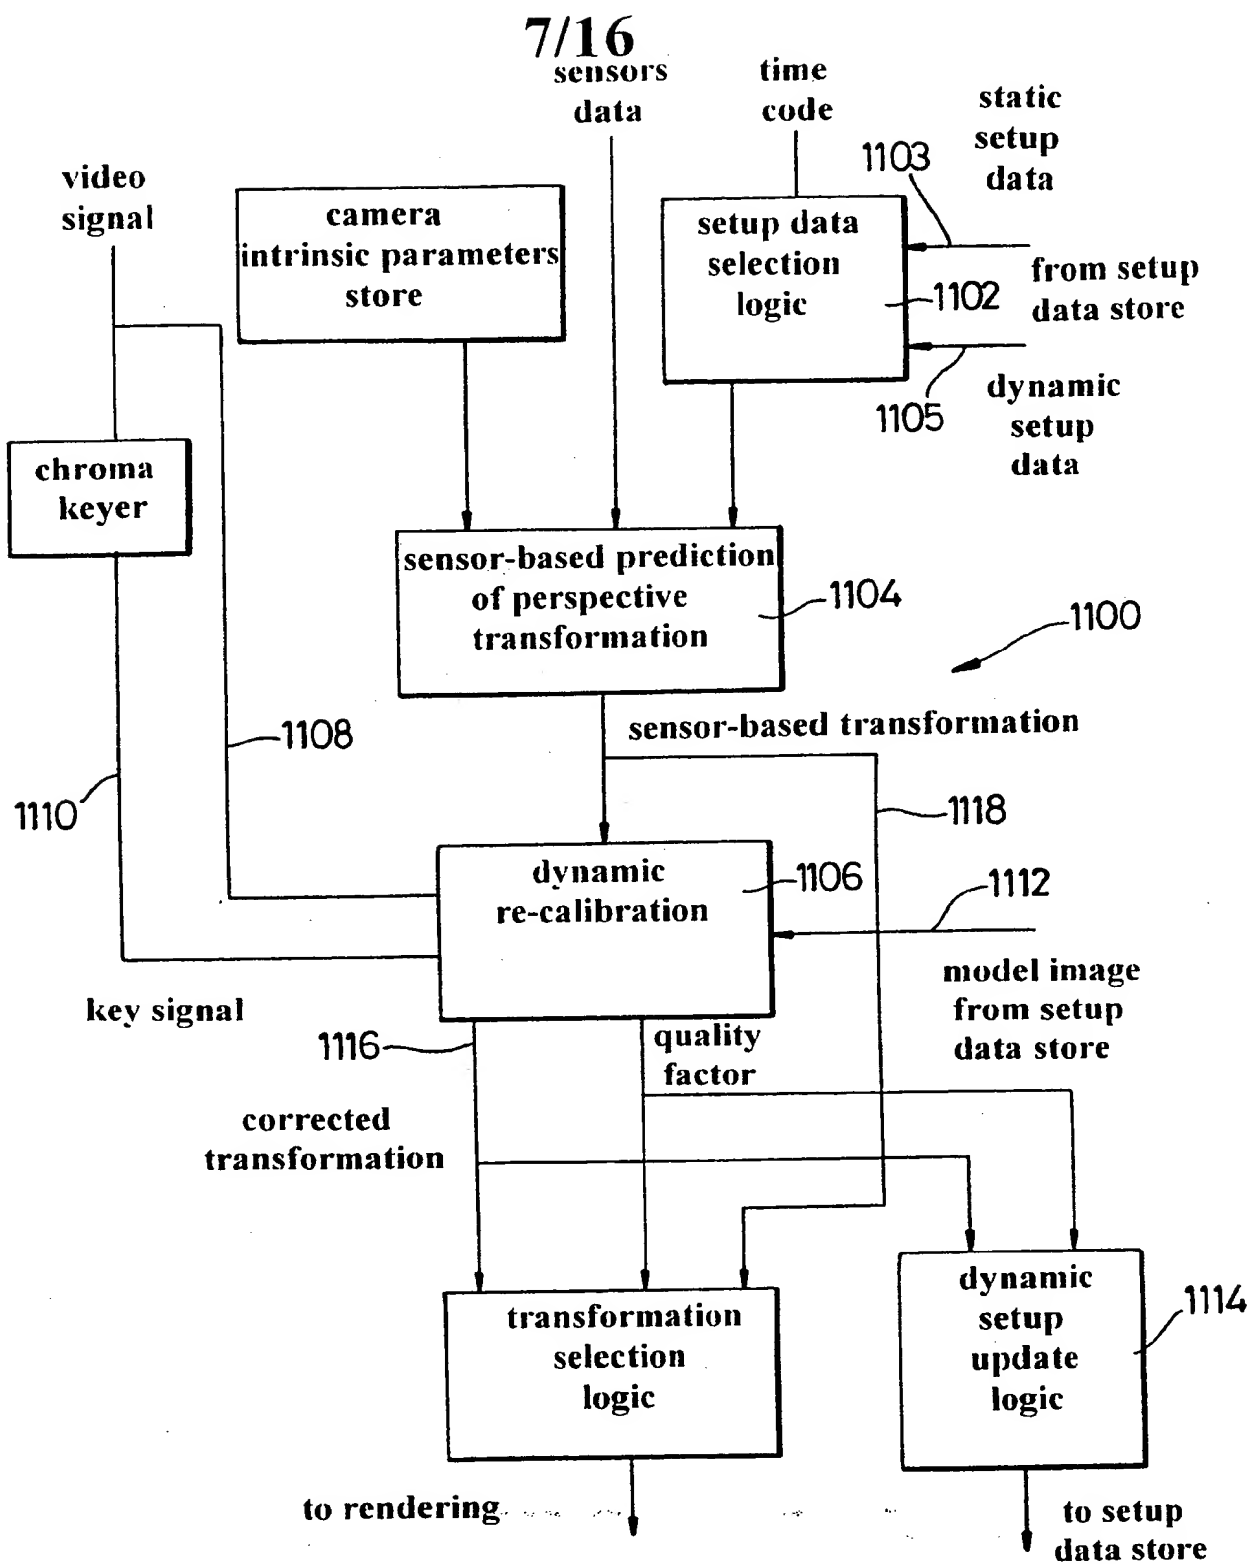 7/16
sensors
data
time
code
static
setup
data
1103
video
signal
camera
intrinsic parameters
store
setup data
selection
logic
1102
from setup
data store
1105
dynamic
setup
data
chroma
keyer
sensor-based prediction
of perspective
transformation
1104
1100
1108
sensor-based transformation
1110
1118
dynamic
re-calibration
1106
1112
key signal
model image
from setup
data store
1116
quality
factor
corrected
transformation
transformation
selection
logic
dynamic
setup
update
logic
1114
to rendering
to setup
data store